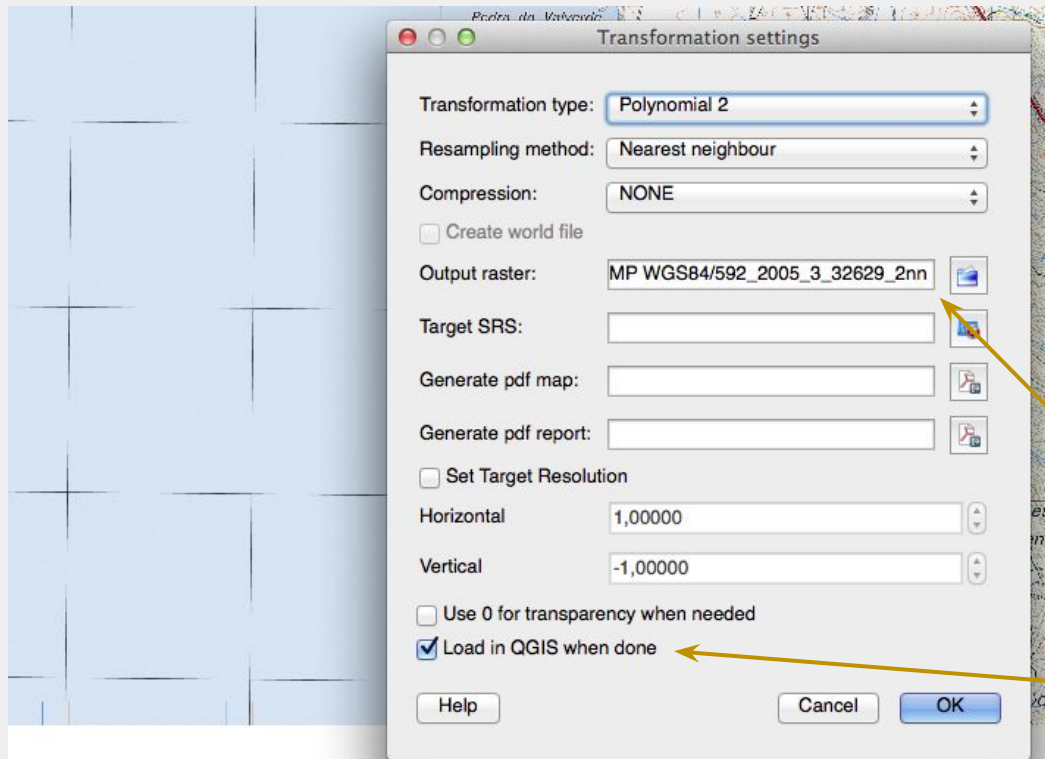 Pedra do Valverde
Transformation settings
Transformation type: Polynomial 2
Resampling method: Nearest neighbour
Compression: NONE
Create world file
Output raster: MP WGS84/592_2005_3_32629_2nn
Target SRS:
Generate pdf map:
Generate pdf report:
Set Target Resolution
Horizontal 1,00000
Vertical -1,00000
Use 0 for transparency when needed
Load in QGIS when done
Help Cancel OK